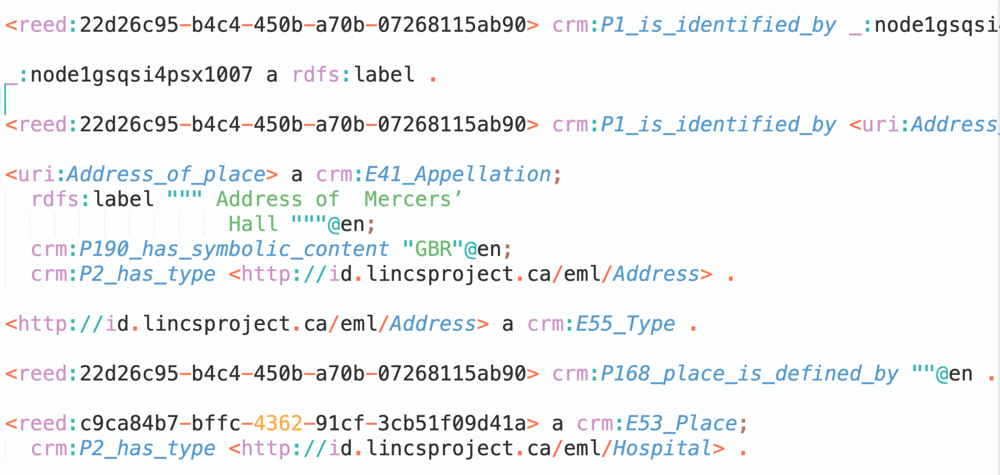 <reed:22d26c95-b4c4-450b-a70b-07268115ab90> crm:P1_is_identified_by _:node1gsqsi
_:node1gsqsi4psx1007 a rdfs:label .
<reed:22d26c95-b4c4-450b-a70b-07268115ab90> crm:P1_is_identified_by <uri:Address_
<uri:Address_of_place> a crm:E41_Appellation;
rdfs:label """ Address of  Mercers’
Hall """@en;
crm:P190_has_symbolic_content "GBR"@en;
crm:P2_has_type <http://id.lincsproject.ca/eml/Address> .
<http://id.lincsproject.ca/eml/Address> a crm:E55_Type .
<reed:22d26c95-b4c4-450b-a70b-07268115ab90> crm:P168_place_is_defined_by ""@en .
<reed:c9ca84b7-bffc-4362-91cf-3cb51f09d41a> a crm:E53_Place;
crm:P2_has_type <http://id.lincsproject.ca/eml/Hospital> .